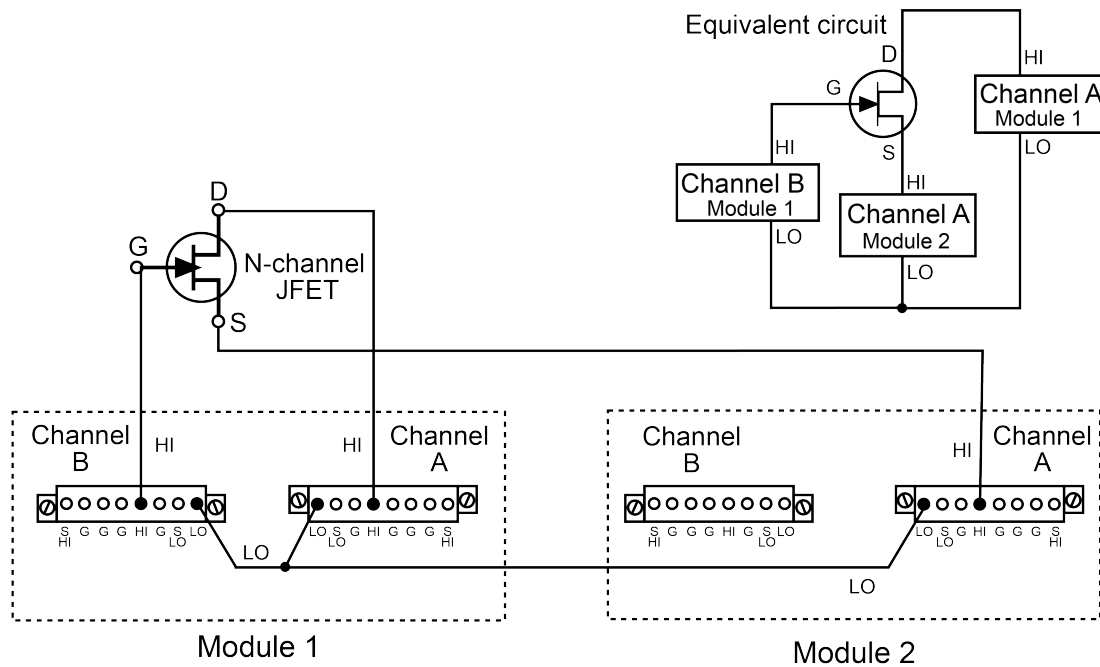 Equivalent circuit
D
HI
G
Channel A
Module 1
HI
S
LO
Channel B
Module 1
HI
Channel A
Module 2
LO
LO
D
G
N-channel
JFET
S
Channel
B
HI
HI
Channel
A
Channel
B
HI
Channel
A
S HI G G G HI G S LO LO
LO S LO G HI G G G S HI
S HI G G G HI G S LO LO
LO S LO G HI G G G S HI
LO
LO
Module 1
Module 2